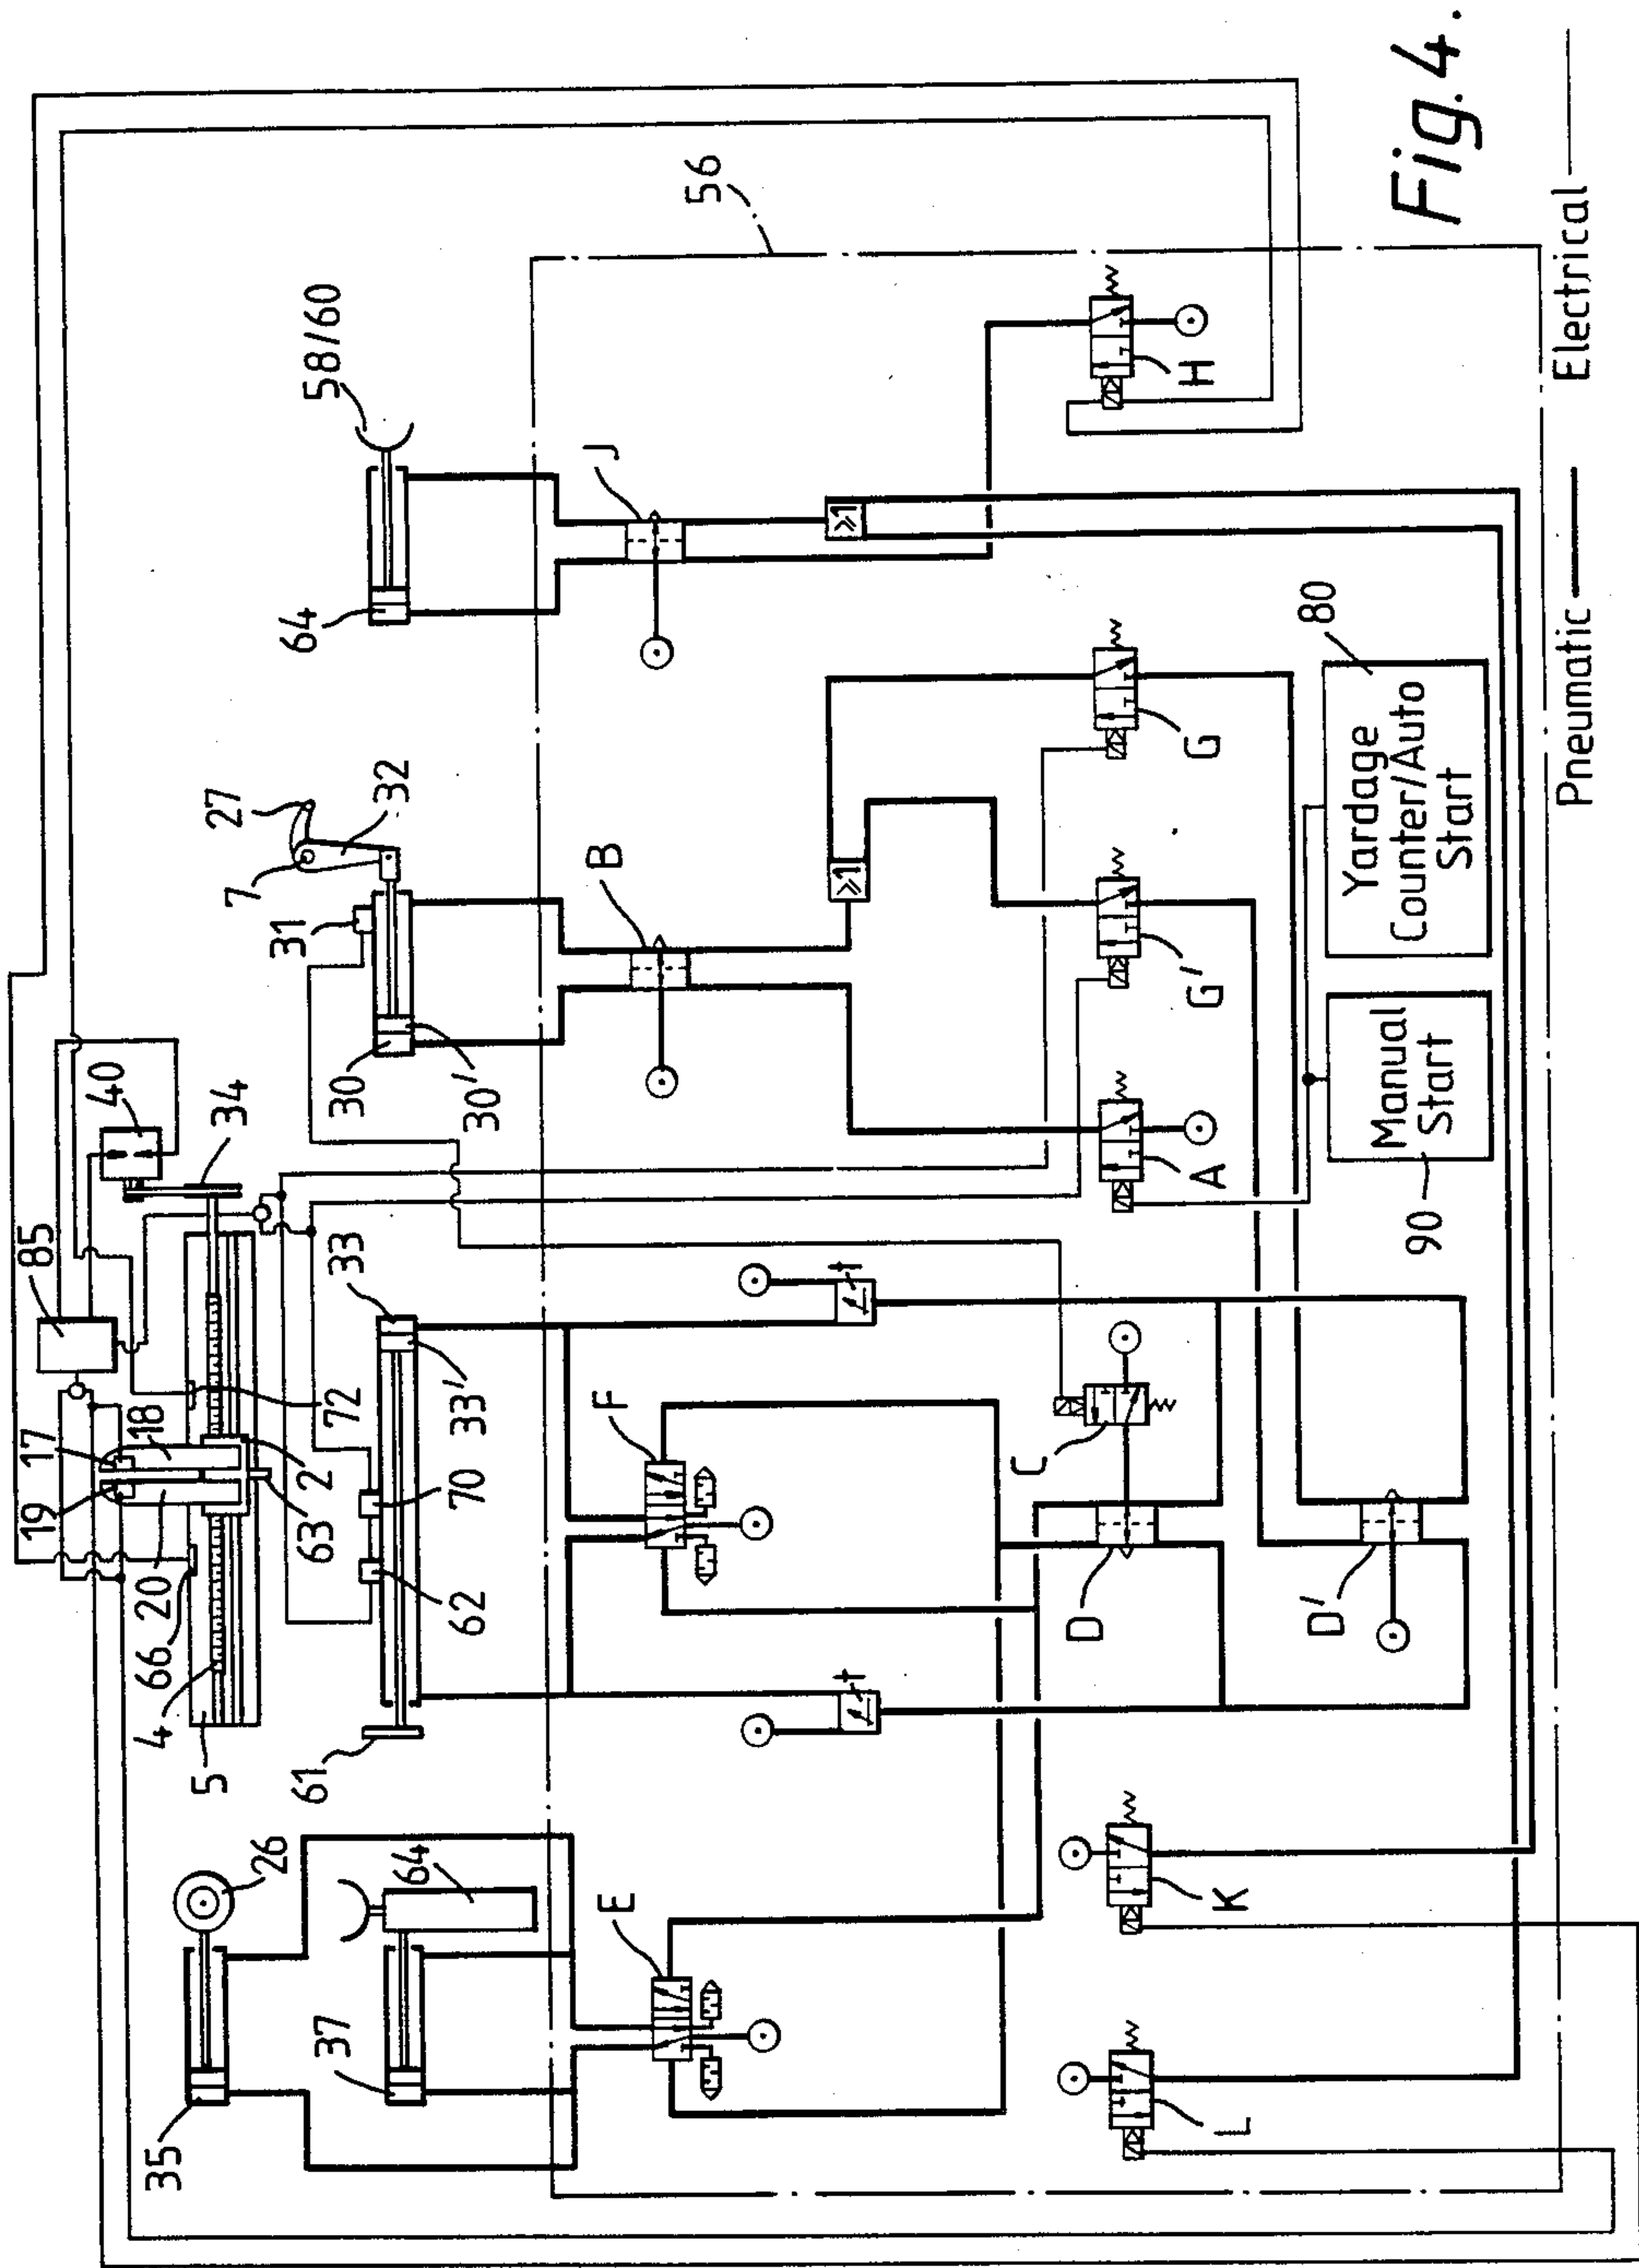 58/60
56
64
J
H
27
7
32
31
30
30'
B
≥1
≥1
G
G'
A
80
Yardage
Counter/Auto
Start
Manual
Start
90
85
40
34
17
18
19
20
66
4
5
2
63
72
33
33'
70
62
61
F
C
D
D'
t
t
26
35
37
64
E
K
L
Fig. 4.
Pneumatic
Electrical